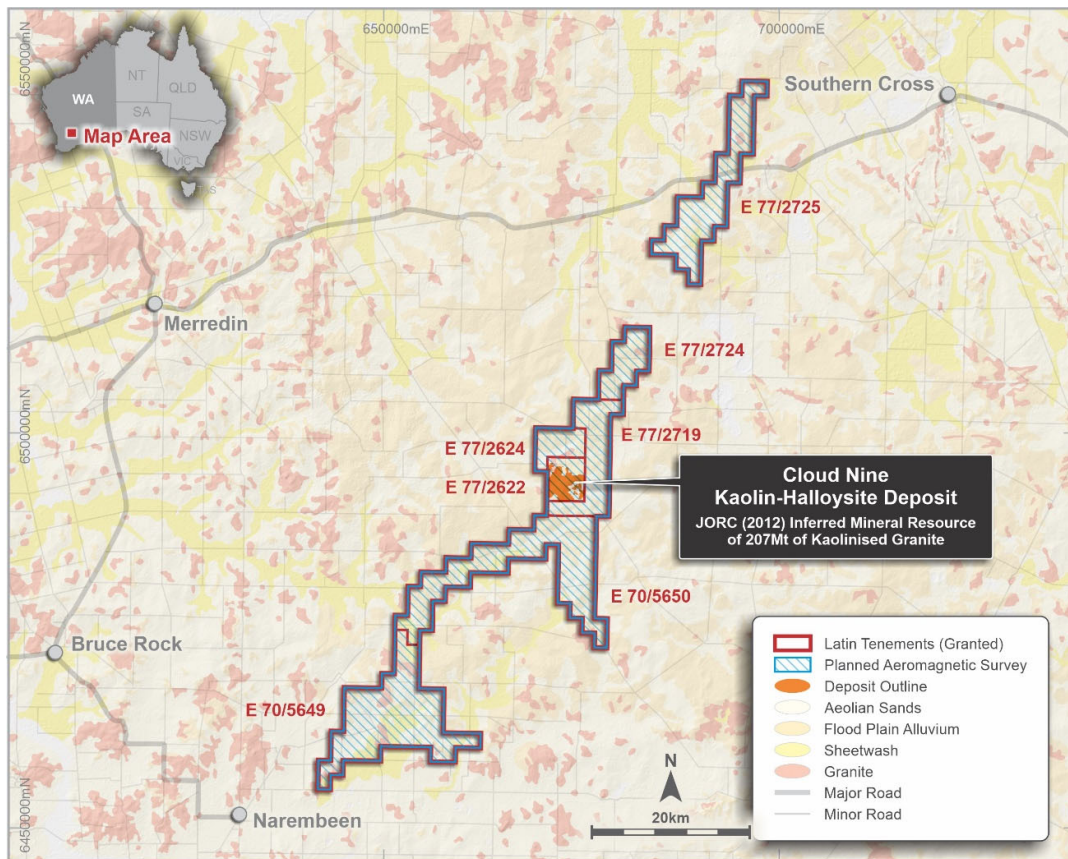 650000mE
700000mE
6550000mN
6500000mN
6450000mN
WA
NT
QLD
SA
NSW
VIC
TAS
Map Area
Southern Cross
E 77/2725
Merredin
E 77/2724
E 77/2719
E 77/2624
E 77/2622
Cloud Nine
Kaolin-Halloysite Deposit
JORC (2012) Inferred Mineral Resource
of 207Mt of Kaolinised Granite
E 70/5650
Bruce Rock
E 70/5649
Narembeen
N
20km
Latin Tenements (Granted)
Planned Aeromagnetic Survey
Deposit Outline
Aeolian Sands
Flood Plain Alluvium
Sheetwash
Granite
Major Road
Minor Road